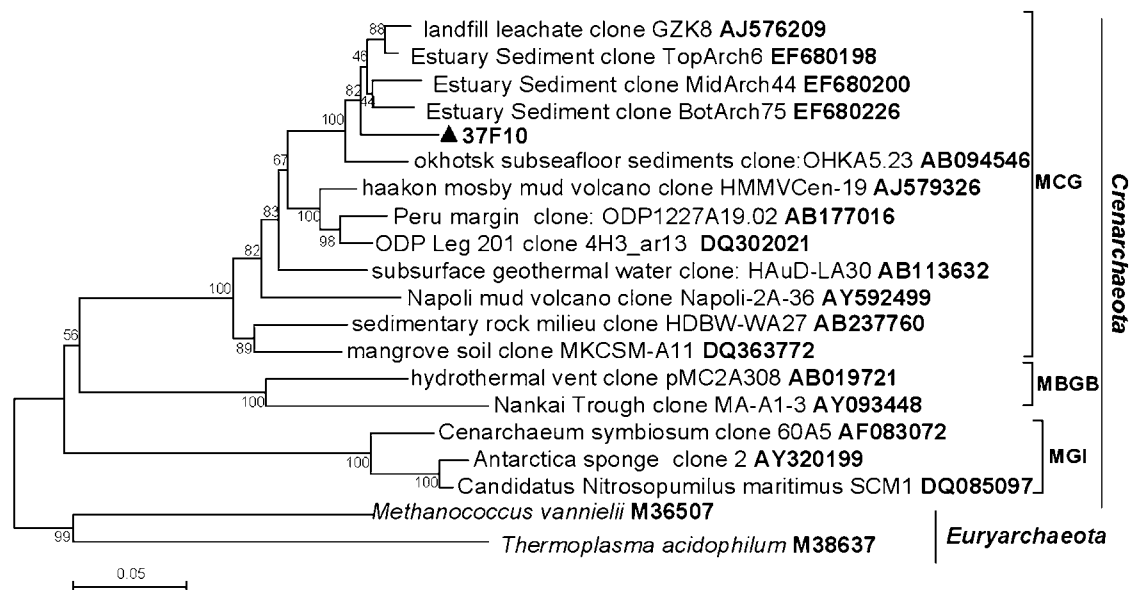 88
landfill leachate clone GZK8 AJ576209
46
Estuary Sediment clone TopArch6 EF680198
Estuary Sediment clone MidArch44 EF680200
82
44
Estuary Sediment clone BotArch75 EF680226
100
▲ 37F10
67
okhotsk subseafloor sediments clone:OHKA5.23 AB094546
haakon mosby mud volcano clone HMMVCen-19 AJ579326
MCG
100
83
Peru margin clone: ODP1227A19.02 AB177016
98
ODP Leg 201 clone 4H3_ar13 DQ302021
82
subsurface geothermal water clone: HAuD-LA30 AB113632
100
Napoli mud volcano clone Napoli-2A-36 AY592499
sedimentary rock milieu clone HDBW-WA27 AB237760
89
mangrove soil clone MKCSM-A11 DQ363772
Crenarchaeota
56
hydrothermal vent clone pMC2A308 AB019721
MBGB
100
Nankai Trough clone MA-A1-3 AY093448
Cenarchaeum symbiosum clone 60A5 AF083072
100
Antarctica sponge clone 2 AY320199
MGI
100
Candidatus Nitrosopumilus maritimus SCM1 DQ085097
Methanococcus vannielii M36507
99
Thermoplasma acidophilum M38637
Euryarchaeota
0.05